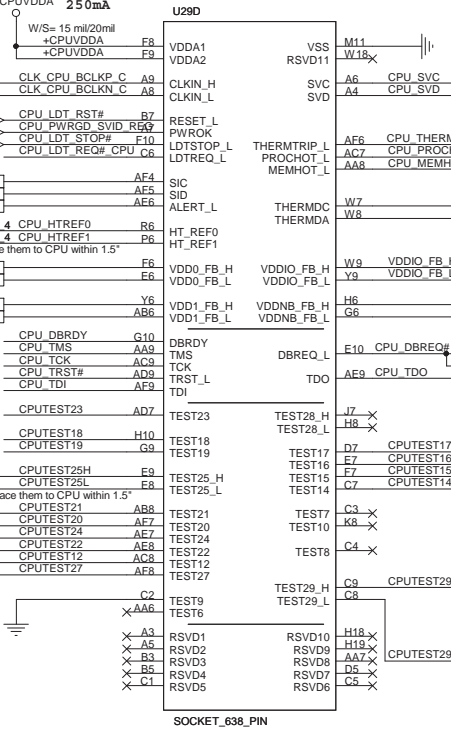 CPUVDDA 250mA
U29D
W/S= 15 mil/20mil
+CPUVDDA F8 VDDA1 VSS M11
+CPUVDDA F9 VDDA2 RSVD11 W18
CLK_CPU_BCLKP_C A9 CLKIN_H SVC A6 CPU_SVC
CLK_CPU_BCLKN_C A8 CLKIN_L SVD A4 CPU_SVD
CPU_LDT_RST# B7 RESET_L
CPU_PWRGD_SVID_REG A7 PWROK
CPU_LDT_STOP# F10 LDTSTOP_L THERMTRIP_L AF6 CPU_THERM
CPU_LDT_REQ#_CPU C6 LDTREQ_L PROCHOT_L AC7 CPU_PROCH
MEMHOT_L AA8 CPU_MEMH
AF4 SIC
AF5 SID
AE6 ALERT_L THERMDC W7
THERMDA W8
4 CPU_HTREF0 R6 HT_REF0
4 CPU_HTREF1 P6 HT_REF1
e them to CPU within 1.5"
F6 VDD0_FB_H VDDIO_FB_H W9 VDDIO_FB_H
E6 VDD0_FB_L VDDIO_FB_L Y9 VDDIO_FB_L
Y6 VDD1_FB_H VDDNB_FB_H H6
AB6 VDD1_FB_L VDDNB_FB_L G6
CPU_DBRDY G10 DBRDY
CPU_TMS AA9 TMS DBREQ_L E10 CPU_DBREQ#
CPU_TCK AC9 TCK
CPU_TRST# AD9 TRST_L TDO AE9 CPU_TDO
CPU_TDI AF9 TDI
CPUTEST23 AD7 TEST23 TEST28_H J7
TEST28_L H8
CPUTEST18 H10 TEST18
CPUTEST19 G9 TEST19 TEST17 D7 CPUTEST17
TEST16 E7 CPUTEST16
CPUTEST25H E9 TEST25_H TEST15 F7 CPUTEST15
CPUTEST25L E8 TEST25_L TEST14 C7 CPUTEST14
ace them to CPU within 1.5"
CPUTEST21 AB8 TEST21 TEST7 C3
CPUTEST20 AF7 TEST20 TEST10 K8
CPUTEST24 AE7 TEST24
CPUTEST22 AE8 TEST22 TEST8 C4
CPUTEST12 AC8 TEST12
CPUTEST27 AF8 TEST27
TEST29_H C9 CPUTEST29
C2 TEST9 TEST29_L C8
AA6 TEST6
A3 RSVD1 RSVD10 H18
A5 RSVD2 RSVD9 H19
B3 RSVD3 RSVD8 AA7 CPUTEST29
B5 RSVD4 RSVD7 D5
C1 RSVD5 RSVD6 C5
SOCKET_638_PIN